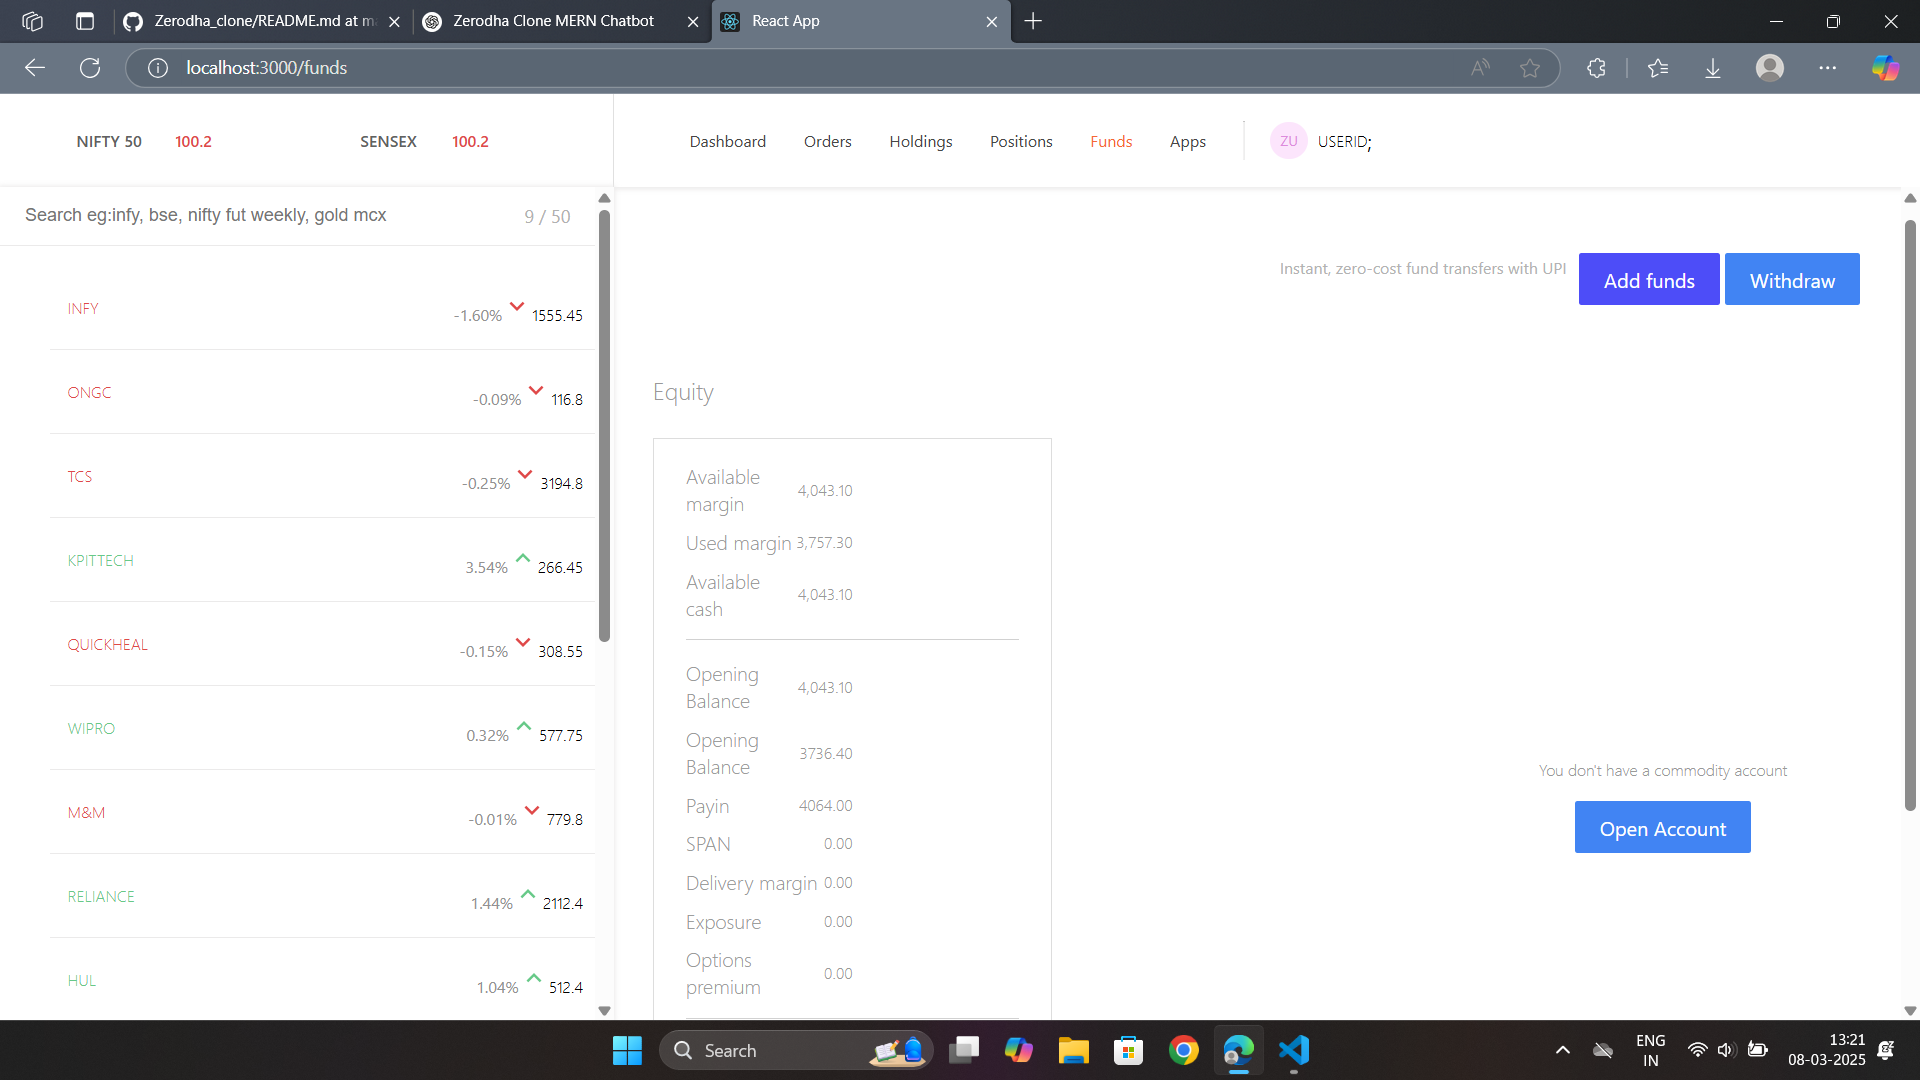 Zerodha_clone/README.md at m
Zerodha Clone MERN Chatbot
React App
localhost:3000/funds
NIFTY 50 100.2 SENSEX 100.2
Dashboard Orders Holdings Positions Funds Apps ZU USERID;
Search eg:infy, bse, nifty fut weekly, gold mcx 9 / 50
INFY -1.60% 1555.45
ONGC -0.09% 116.8
TCS -0.25% 3194.8
KPITTECH 3.54% 266.45
QUICKHEAL -0.15% 308.55
WIPRO 0.32% 577.75
M&M -0.01% 779.8
RELIANCE 1.44% 2112.4
HUL 1.04% 512.4
Instant, zero-cost fund transfers with UPI Add funds Withdraw
Equity
Available
margin 4,043.10
Used margin 3,757.30
Available
cash 4,043.10
Opening
Balance 4,043.10
Opening
Balance 3736.40
Payin 4064.00
SPAN 0.00
Delivery margin 0.00
Exposure 0.00
Options
premium 0.00
You don't have a commodity account
Open Account
Search
ENG
IN
13:21
08-03-2025